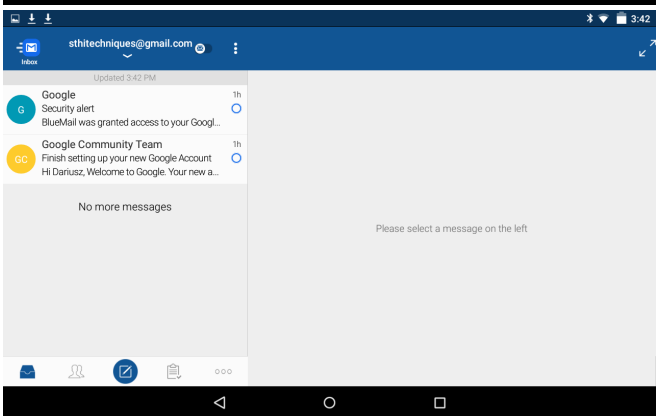 3:42
sthitechniques@gmail.com
Inbox
Updated 3:42 PM
Google 1h
G
Security alert
BlueMail was granted access to your Googl...
Google Community Team 1h
GC
Finish setting up your new Google Account
Hi Dariusz, Welcome to Google. Your new a...
No more messages
Please select a message on the left